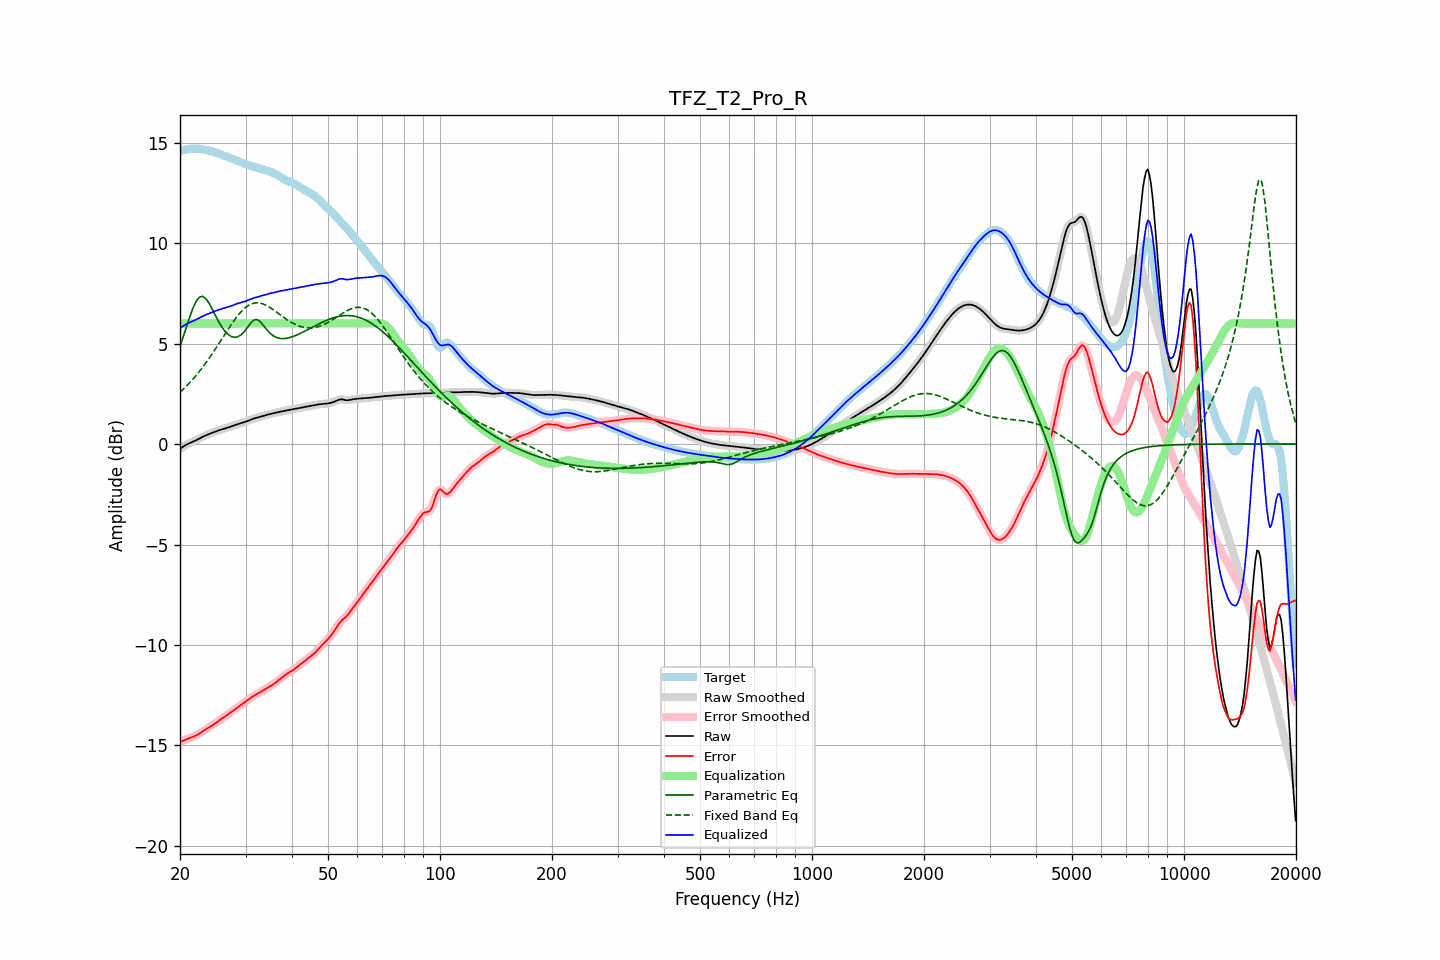 TFZ_T2_Pro_R
Amplitude (dBr)
15
10
5
0
−5
−10
−15
−20
Target
Raw Smoothed
Error Smoothed
Raw
Error
Equalization
Parametric Eq
Fixed Band Eq
Equalized
20
50
100
200
500
1000
2000
5000
10000
20000
Frequency (Hz)